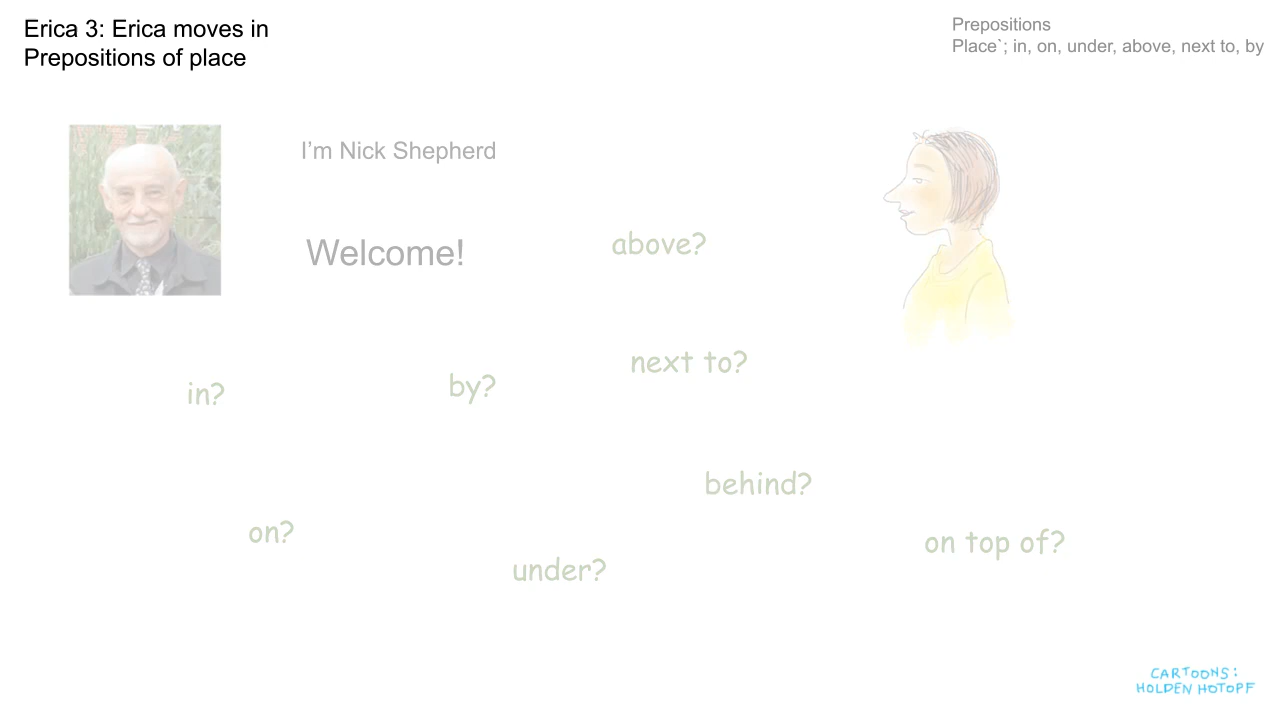 Erica 3: Erica moves in
Prepositions of place
Prepositions
Place`; in, on, under, above, next to, by
I'm Nick Shepherd
Welcome!
above?
next to?
in?
by?
behind?
on?
on top of?
under?
CARTOONS:
HOLDEN HOTOPF